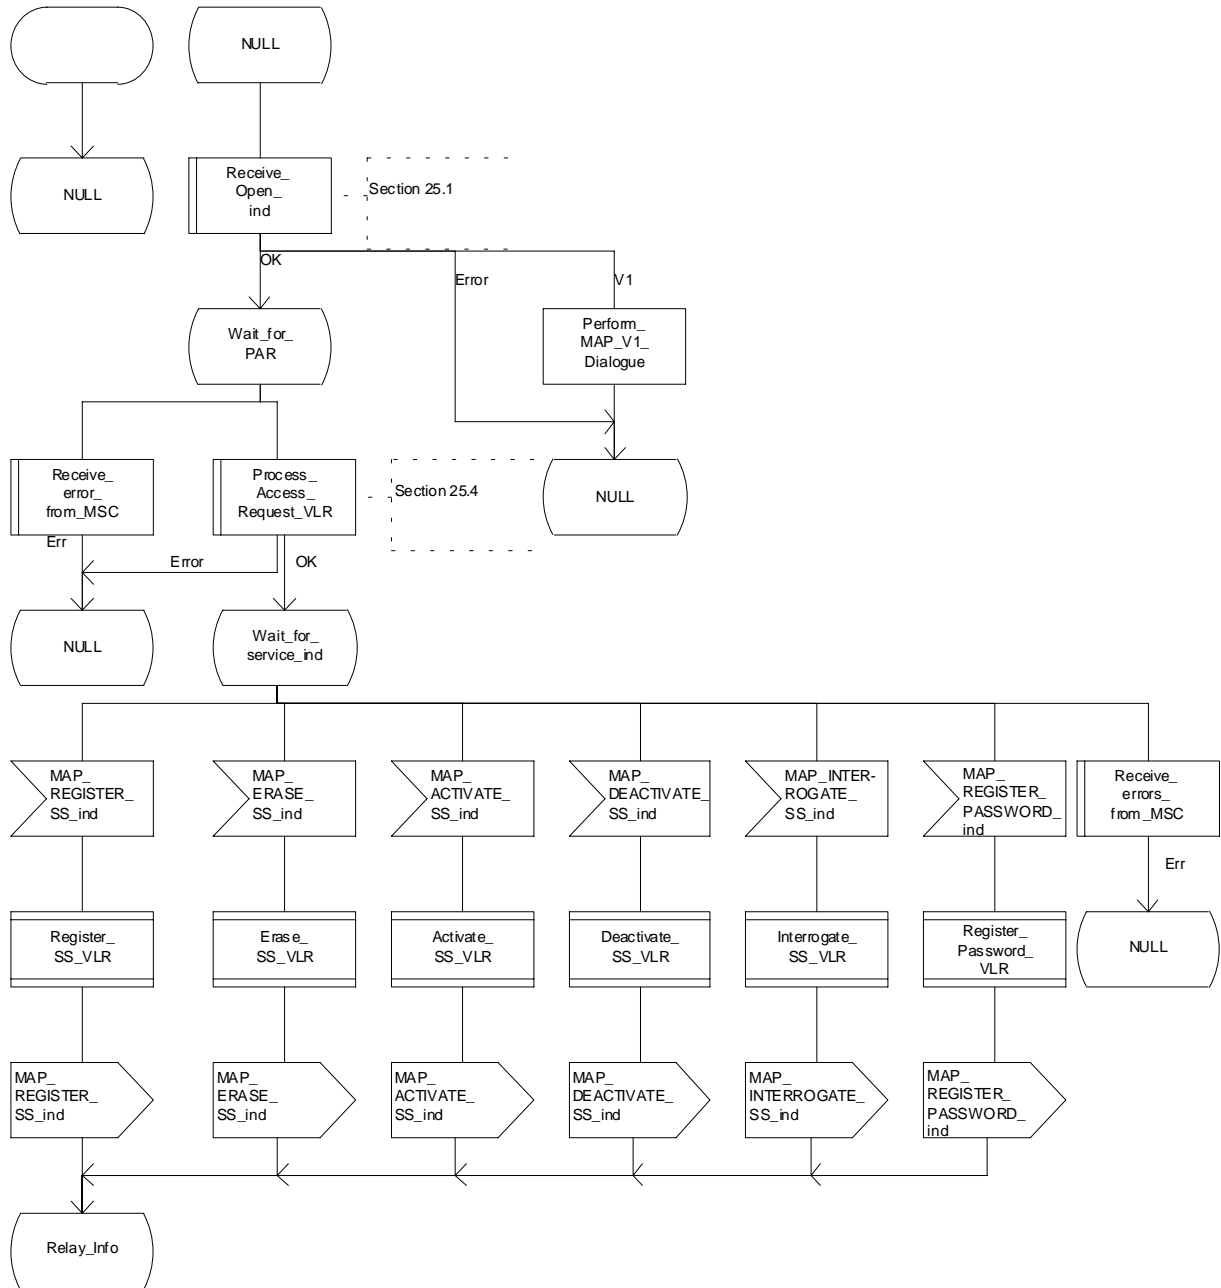 NULL
NULL
Receive_
Open_
ind
Section 25.1
OK
Error
V1
Wait_for_
PAR
Perform_
MAP_V1_
Dialogue
Receive_
error_
from_MSC
Process_
Access_
Request_VLR
Section 25.4
NULL
Err
Error
OK
NULL
Wait_for_
service_ind
MAP_
REGISTER_
SS_ind
MAP_
ERASE_
SS_ind
MAP_
ACTIVATE_
SS_ind
MAP_
DEACTIVATE_
SS_ind
MAP_INTER-
ROGATE_
SS_ind
MAP_
REGISTER_
PASSWORD_
ind
Receive_
errors_
from_MSC
Err
Register_
SS_VLR
Erase_
SS_VLR
Activate_
SS_VLR
Deactivate_
SS_VLR
Interrogate_
SS_VLR
Register_
Password_
VLR
NULL
MAP_
REGISTER_
SS_ind
MAP_
ERASE_
SS_ind
MAP_
ACTIVATE_
SS_ind
MAP_
DEACTIVATE_
SS_ind
MAP_
INTERROGATE_
SS_ind
MAP_
REGISTER_
PASSWORD_
ind
Relay_Info